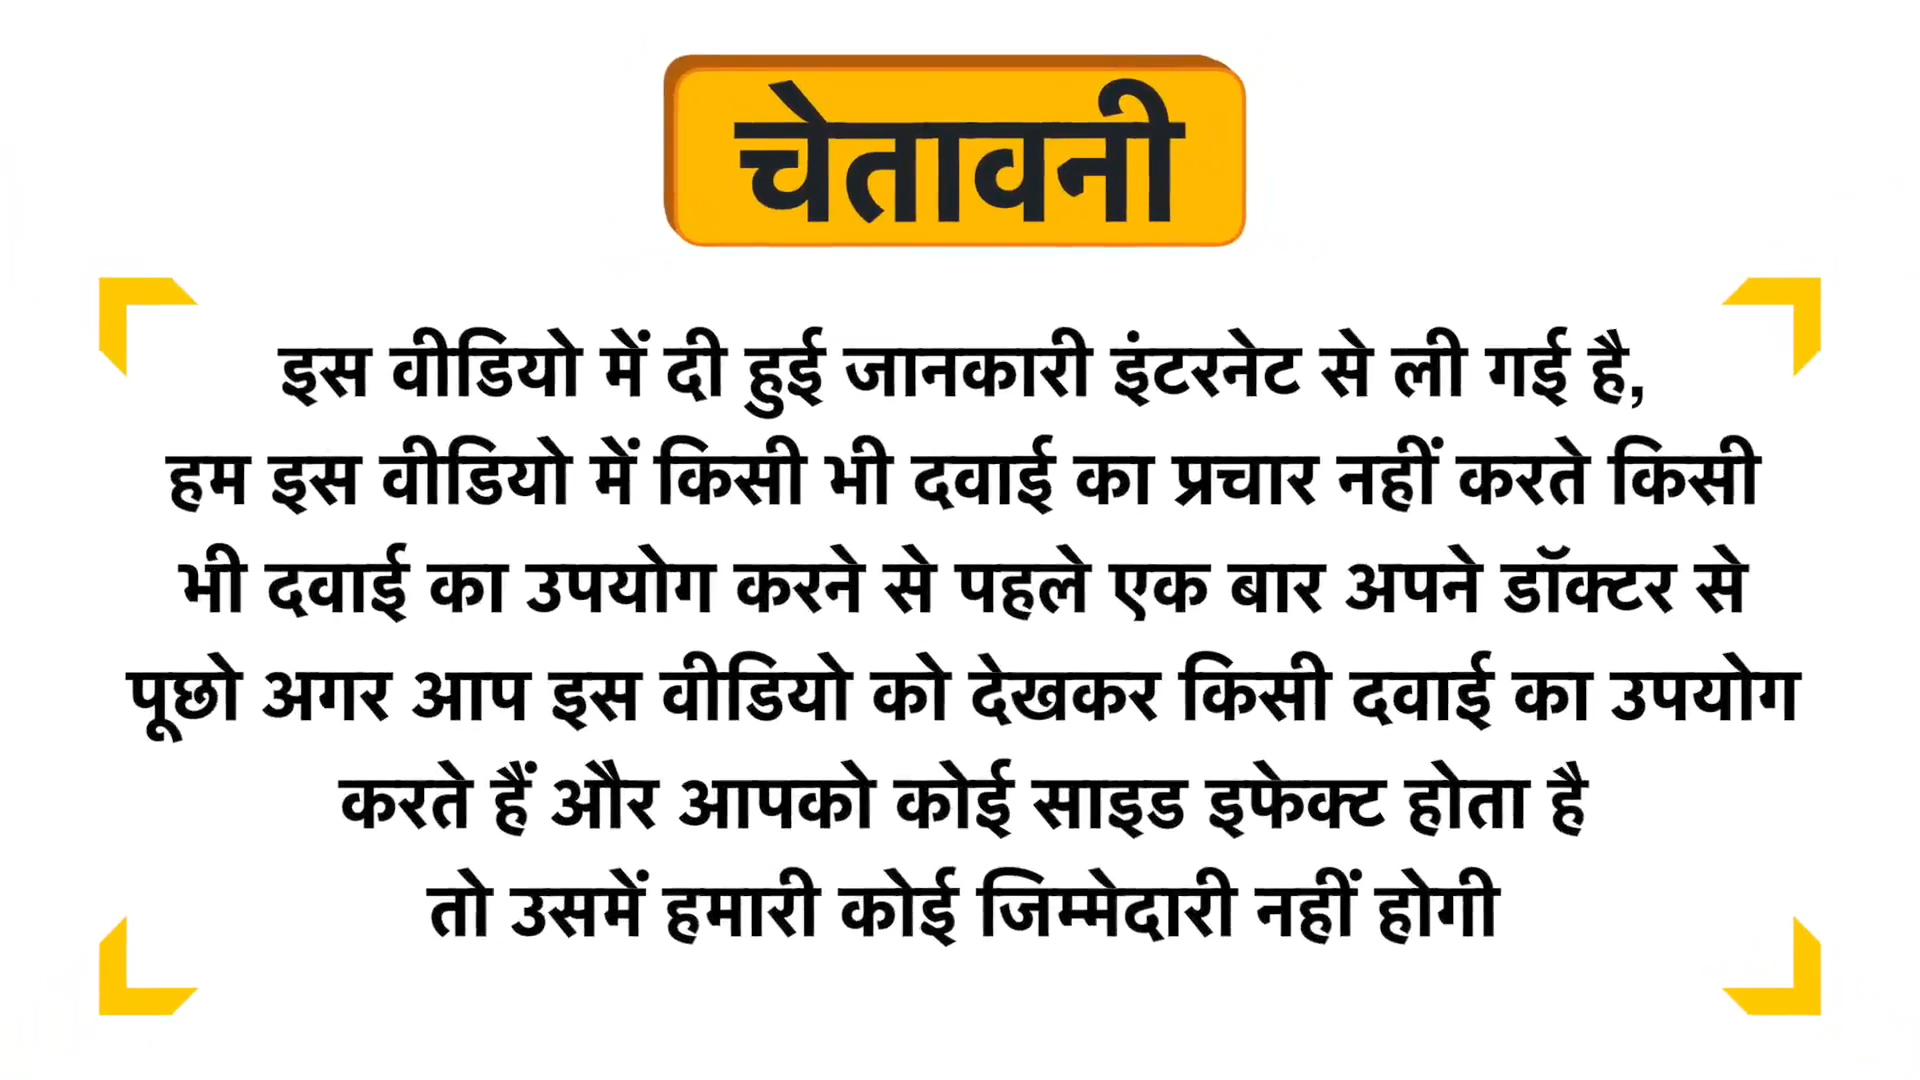 चेतावनी
इस वीडियो में दी हुई जानकारी इंटरनेट से ली गई है,
हम इस वीडियो में किसी भी दवाई का प्रचार नहीं करते किसी
भी दवाई का उपयोग करने से पहले एक बार अपने डॉक्टर से
पूछो अगर आप इस वीडियो को देखकर किसी दवाई का उपयोग
करते हैं और आपको कोई साइड इफेक्ट होता है
तो उसमें हमारी कोई जिम्मेदारी नहीं होगी